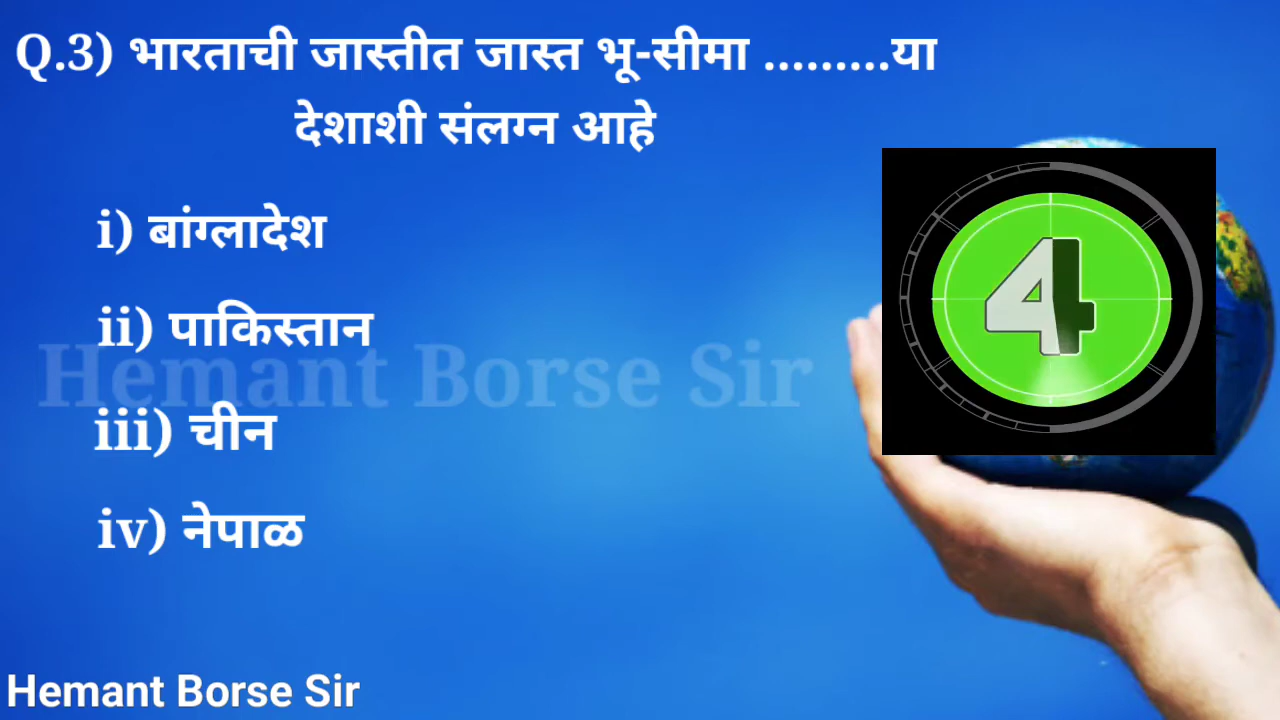 Q.3) भारताची जास्तीत जास्त भू-सीमा .........या
देशाशी संलग्न आहे
i) बांग्लादेश
ii) पाकिस्तान
iii) चीन
iv) नेपाळ
4
Hemant Borse Sir
Hemant Borse Sir